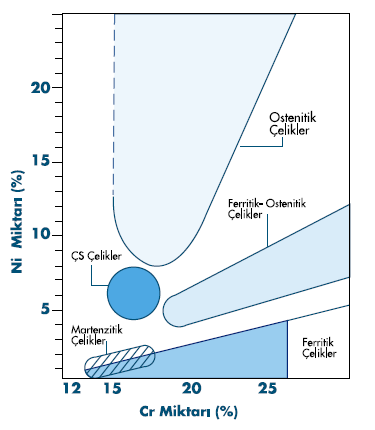 20
Ostenitik
Çelikler
15
Ni Miktarı (%)
Ferritik- Ostenitik
Çelikler
10
ÇS Çelikler
5
Martenzitik
Çelikler
Ferritik
Çelikler
12 15 20 25
Cr Miktarı (%)